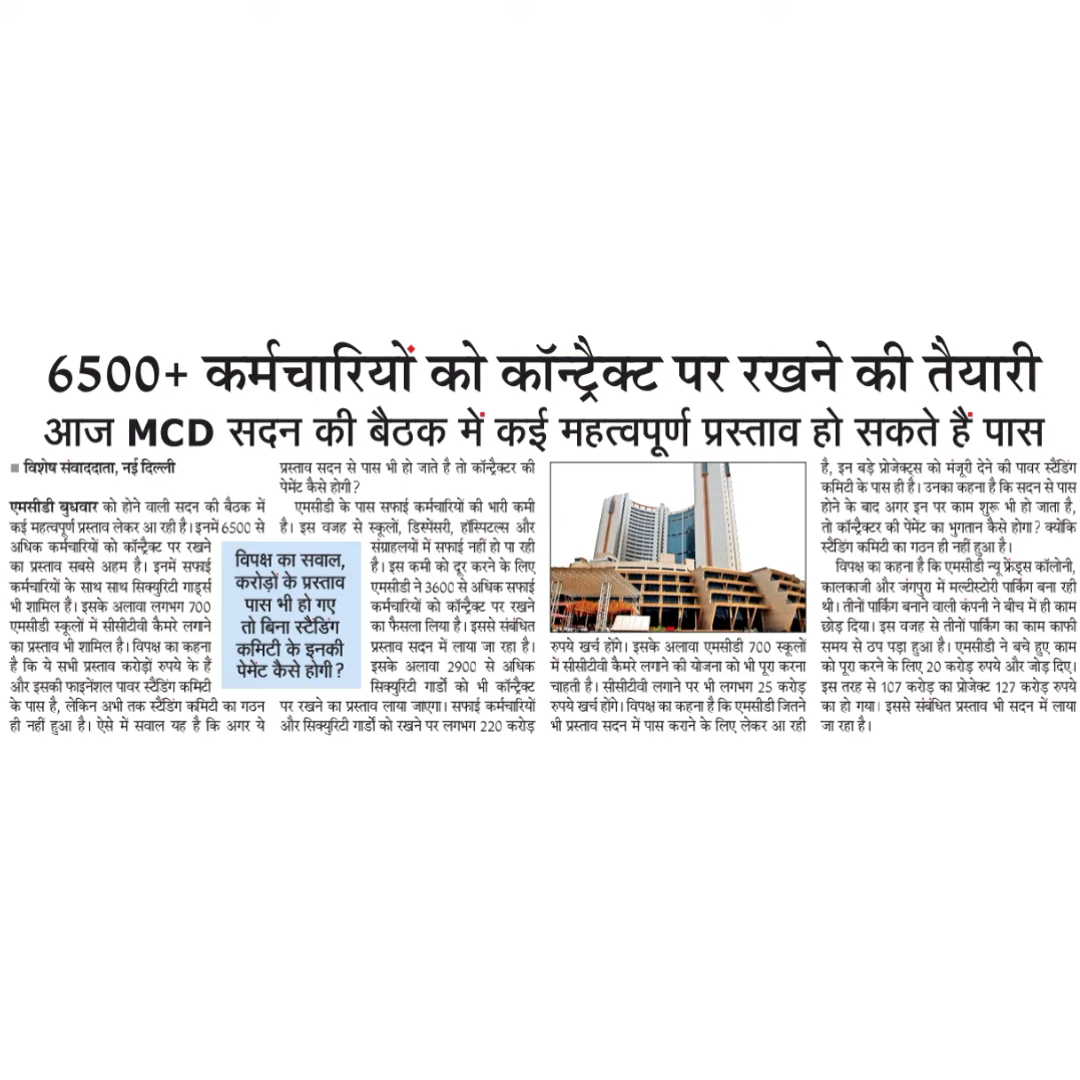 6500+ कर्मचारियों को कॉन्ट्रैक्ट पर रखने की तैयारी
आज MCD सदन की बैठक में कई महत्वपूर्ण प्रस्ताव हो सकते हैं पास
■ विशेष संवाददाता, नई दिल्ली
एमसीडी बुधवार को होने वाली सदन की बैठक में
कई महत्वपूर्ण प्रस्ताव लेकर आ रही है। इनमें 6500 से
अधिक कर्मचारियों को कॉन्ट्रैक्ट पर रखने
का प्रस्ताव सबसे अहम है। इनमें सफाई
कर्मचारियों के साथ साथ सिक्युरिटी गार्ड्स
भी शामिल हैं। इसके अलावा लगभग 700
एमसीडी स्कूलों में सीसीटीवी कैमरे लगाने
का प्रस्ताव भी शामिल है। विपक्ष का कहना
है कि ये सभी प्रस्ताव करोड़ों रुपये के हैं
और इसकी फाइनेंशल पावर स्टैंडिंग कमिटी
के पास है, लेकिन अभी तक स्टैंडिंग कमिटी का गठन
ही नहीं हुआ है। ऐसे में सवाल यह है कि अगर ये
विपक्ष का सवाल,
करोड़ों के प्रस्ताव
पास भी हो गए
तो बिना स्टैंडिंग
कमिटी के इनकी
पेमेंट कैसे होगी?
प्रस्ताव सदन से पास भी हो जाते है तो कॉन्ट्रैक्टर की
पेमेंट कैसे होगी?
एमसीडी के पास सफाई कर्मचारियों की भारी कमी
है। इस वजह से स्कूलों, डिस्पेंसरी, हॉस्पिटल्स और
संग्राहलयों में सफाई नहीं हो पा रही
है। इस कमी को दूर करने के लिए
एमसीडी ने 3600 से अधिक सफाई
कर्मचारियों को कॉन्ट्रैक्ट पर रखने
का फैसला लिया है। इससे संबंधित
प्रस्ताव सदन में लाया जा रहा है।
इसके अलावा 2900 से अधिक
सिक्युरिटी गार्डों को भी कॉन्ट्रैक्ट
पर रखने का प्रस्ताव लाया जाएगा। सफाई कर्मचारियों
और सिक्युरिटी गार्डों को रखने पर लगभग 220 करोड़
रुपये खर्च होंगे। इसके अलावा एमसीडी 700 स्कूलों
में सीसीटीवी कैमरे लगाने की योजना को भी पूरा करना
चाहती है। सीसीटीवी लगाने पर भी लगभग 25 करोड़
रुपये खर्च होंगे। विपक्ष का कहना है कि एमसीडी जितने
भी प्रस्ताव सदन में पास कराने के लिए लेकर आ रही
है, इन बड़े प्रोजेक्ट्स को मंजूरी देने की पावर स्टैंडिंग
कमिटी के पास ही है। उनका कहना है कि सदन से पास
होने के बाद अगर इन पर काम शुरू भी हो जाता है,
तो कॉन्ट्रैक्टर की पेमेंट का भुगतान कैसे होगा? क्योंकि
स्टैंडिंग कमिटी का गठन ही नहीं हुआ है।
विपक्ष का कहना है कि एमसीडी न्यू फ्रेंड्स कॉलोनी,
कालकाजी और जंगपुरा में मल्टीस्टोरी पार्किंग बना रही
थी। तीनों पार्किंग बनाने वाली कंपनी ने बीच में ही काम
छोड़ दिया। इस वजह से तीनों पार्किंग का काम काफी
समय से ठप पड़ा हुआ है। एमसीडी ने बचे हुए काम
को पूरा करने के लिए 20 करोड़ रुपये और जोड़ दिए।
इस तरह से 107 करोड़ का प्रोजेक्ट 127 करोड़ रुपये
का हो गया। इससे संबंधित प्रस्ताव भी सदन में लाया
जा रहा है।